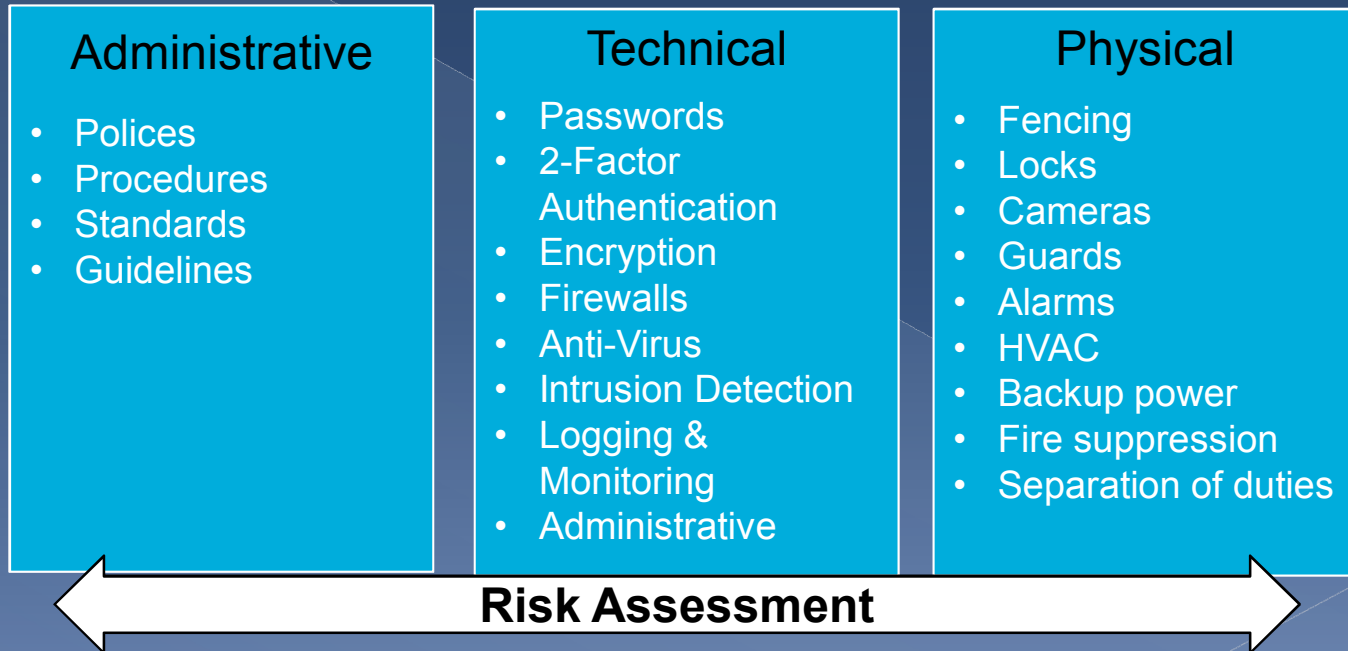 Administrative
• Polices
• Procedures
• Standards
• Guidelines
Technical
• Passwords
• 2-Factor
Authentication
• Encryption
• Firewalls
• Anti-Virus
• Intrusion Detection
• Logging &
Monitoring
• Administrative
Physical
• Fencing
• Locks
• Cameras
• Guards
• Alarms
• HVAC
• Backup power
• Fire suppression
• Separation of duties
Risk Assessment